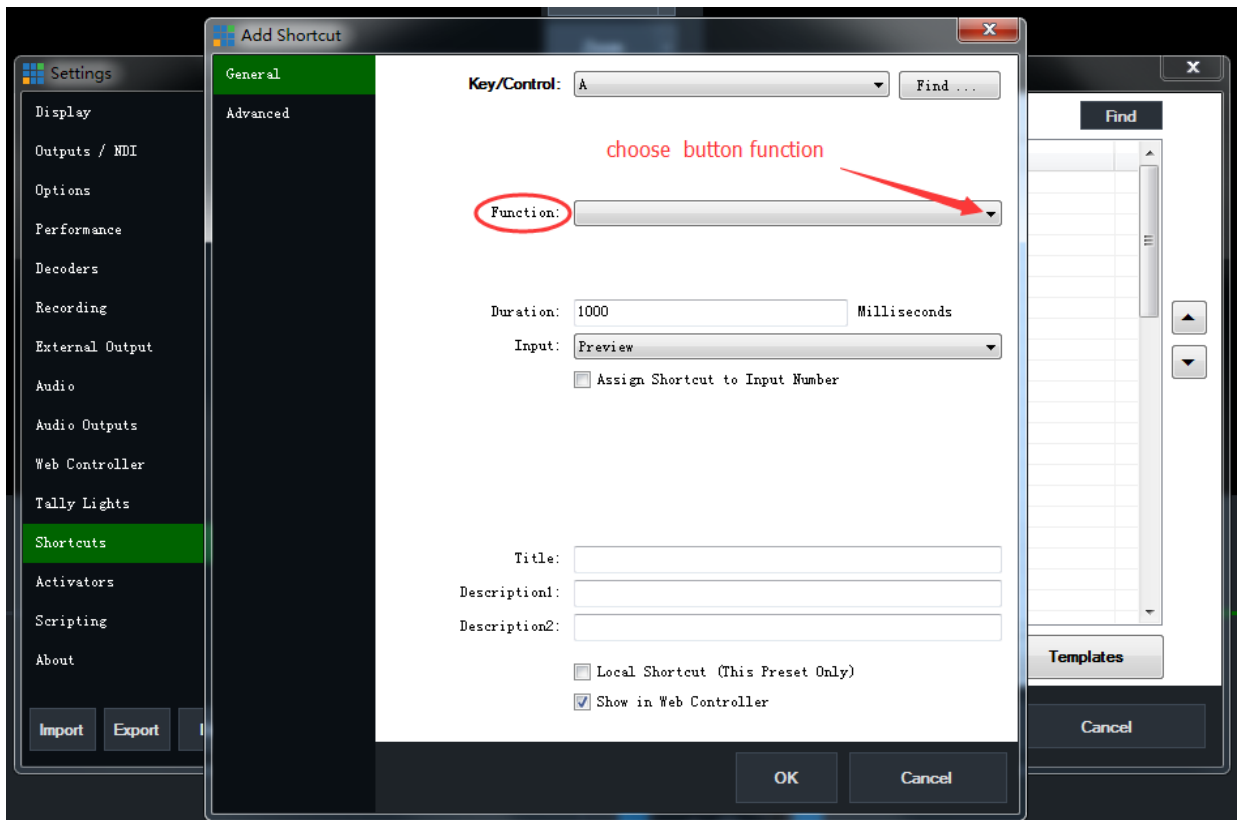 Add Shortcut
Settings
General
Advanced
Display
Outputs / NDI
Options
Performance
Decoders
Recording
External Output
Audio
Audio Outputs
Web Controller
Tally Lights
Shortcuts
Activators
Scripting
About
Import
Export
Key/Control:
A
Find ...
choose button function
Function:
Duration:
1000
Milliseconds
Input:
Preview
Assign Shortcut to Input Number
Title:
Description1:
Description2:
Local Shortcut (This Preset Only)
Show in Web Controller
OK
Cancel
Find
Templates
Cancel